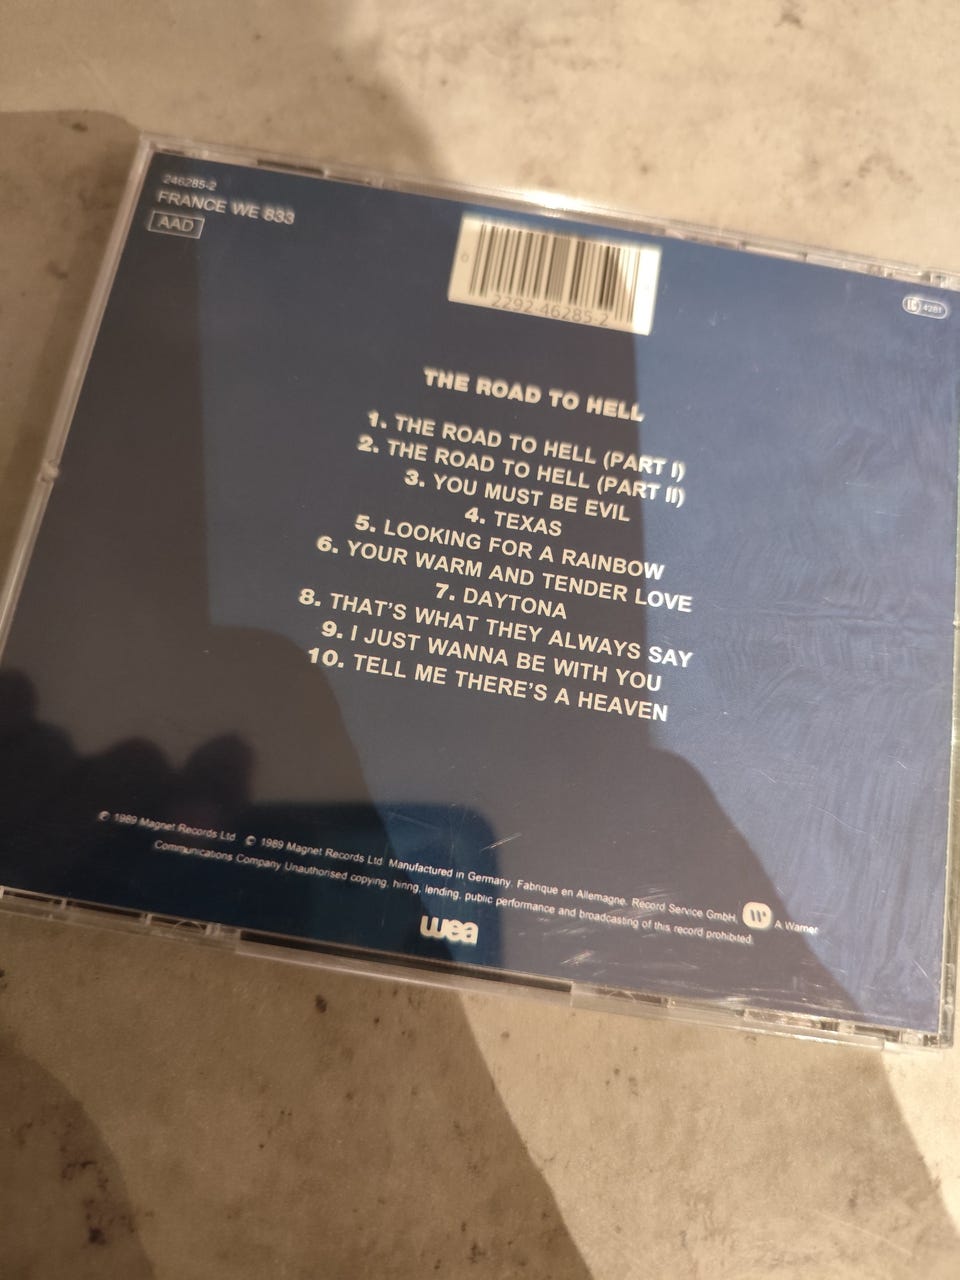 246285-2
FRANCE WE 833
AAD
0
2292-46285-2
4281
THE ROAD TO HELL
1. THE ROAD TO HELL (PART I)
2. THE ROAD TO HELL (PART II)
3. YOU MUST BE EVIL
4. TEXAS
5. LOOKING FOR A RAINBOW
6. YOUR WARM AND TENDER LOVE
7. DAYTONA
8. THAT'S WHAT THEY ALWAYS SAY
9. I JUST WANNA BE WITH YOU
10. TELL ME THERE'S A HEAVEN
℗ 1989 Magnet Records Ltd. © 1989 Magnet Records Ltd. Manufactured in Germany. Fabriqué en Allemagne. Record Service GmbH, A Warner
Communications Company Unauthorised copying, hiring, lending, public performance and broadcasting of this record prohibited.
wea